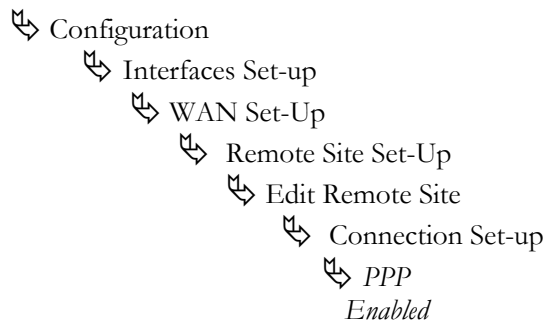 Configuration
Interfaces Set-up
WAN Set-Up
Remote Site Set-Up
Edit Remote Site
Connection Set-up
PPP
Enabled